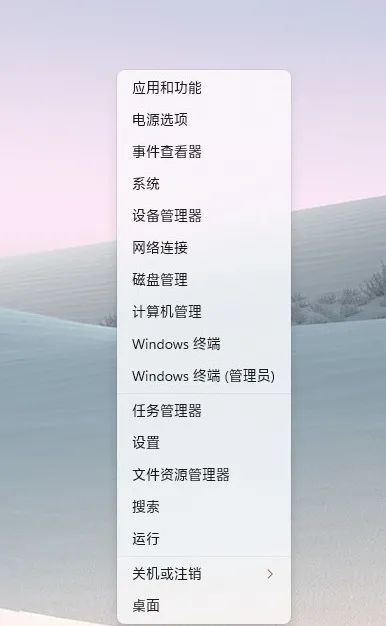 应用和功能
电源选项
事件查看器
系统
设备管理器
网络连接
磁盘管理
计算机管理
Windows 终端
Windows 终端 (管理员)
任务管理器
设置
文件资源管理器
搜索
运行
关机或注销
桌面